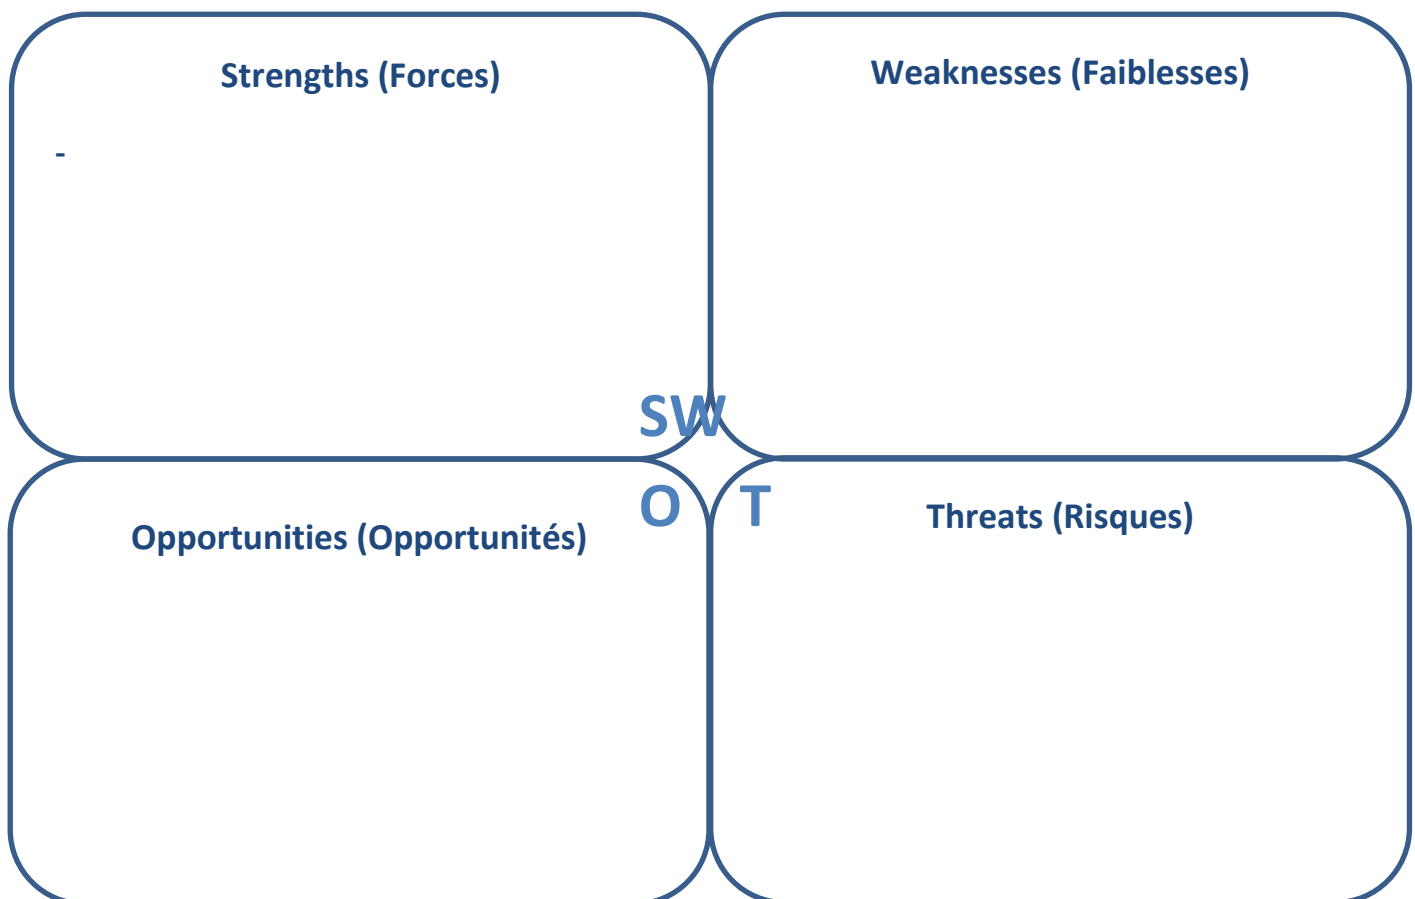 Strengths (Forces)
-
Weaknesses (Faiblesses)
SW
O T
Opportunities (Opportunités)
Threats (Risques)